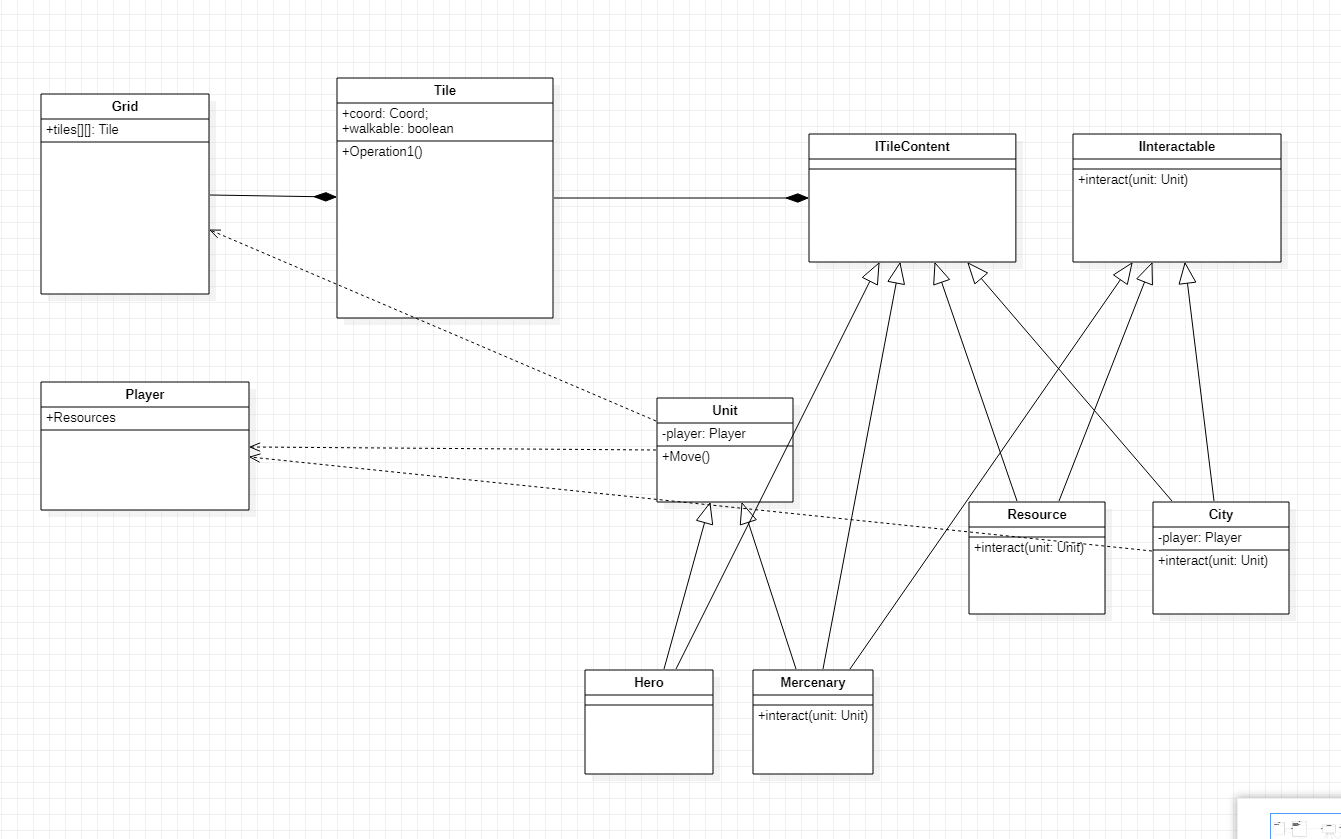 Grid
+tiles[][]: Tile
Tile
+coord: Coord;
+walkable: boolean
+Operation1()
ITileContent
IInteractable
+interact(unit: Unit)
Player
+Resources
Unit
-player: Player
+Move()
Resource
+interact(unit: Unit)
City
-player: Player
+interact(unit: Unit)
Hero
Mercenary
+interact(unit: Unit)